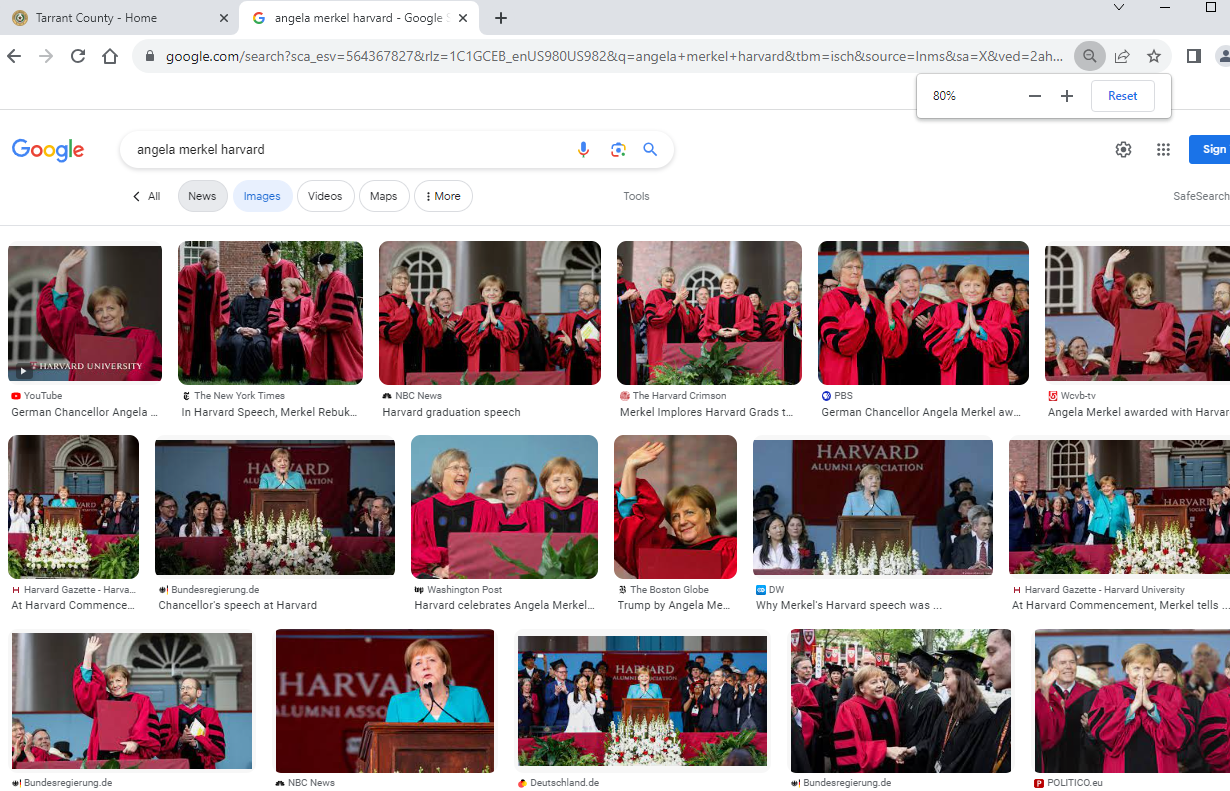 Tarrant County - Home
angela merkel harvard - Google S
google.com/search?sca_esv=564367827&rlz=1C1GCEB_enUS980US982&q=angela+merkel+harvard&tbm=isch&source=lnms&sa=X&ved=2ah...
80%
Reset
Google
angela merkel harvard
Sign
All
News
Images
Videos
Maps
More
Tools
SafeSearch
HARVARD UNIVERSITY
YouTube
The New York Times
NBC News
The Harvard Crimson
PBS
Wcvb-tv
German Chancellor Angela ...
In Harvard Speech, Merkel Rebuk...
Harvard graduation speech
Merkel Implores Harvard Grads t...
German Chancellor Angela Merkel aw...
Angela Merkel awarded with Harvar
HARVARD
ALUMNI ASSOCIATION
HARVARD
ALUMNI ASSOCIATION
HARVARD
Harvard Gazette - Harva...
Bundesregierung.de
Washington Post
The Boston Globe
DW
Harvard Gazette - Harvard University
At Harvard Commence...
Chancellor's speech at Harvard
Harvard celebrates Angela Merkel...
Trump by Angela Me...
Why Merkel's Harvard speech was ...
At Harvard Commencement, Merkel tells ...
HARVA
ALUMNI ASSO
HARVARD
ALUMNI ASSOCIATION
Bundesregierung.de
NBC News
Deutschland.de
Bundesregierung.de
POLITICO.eu